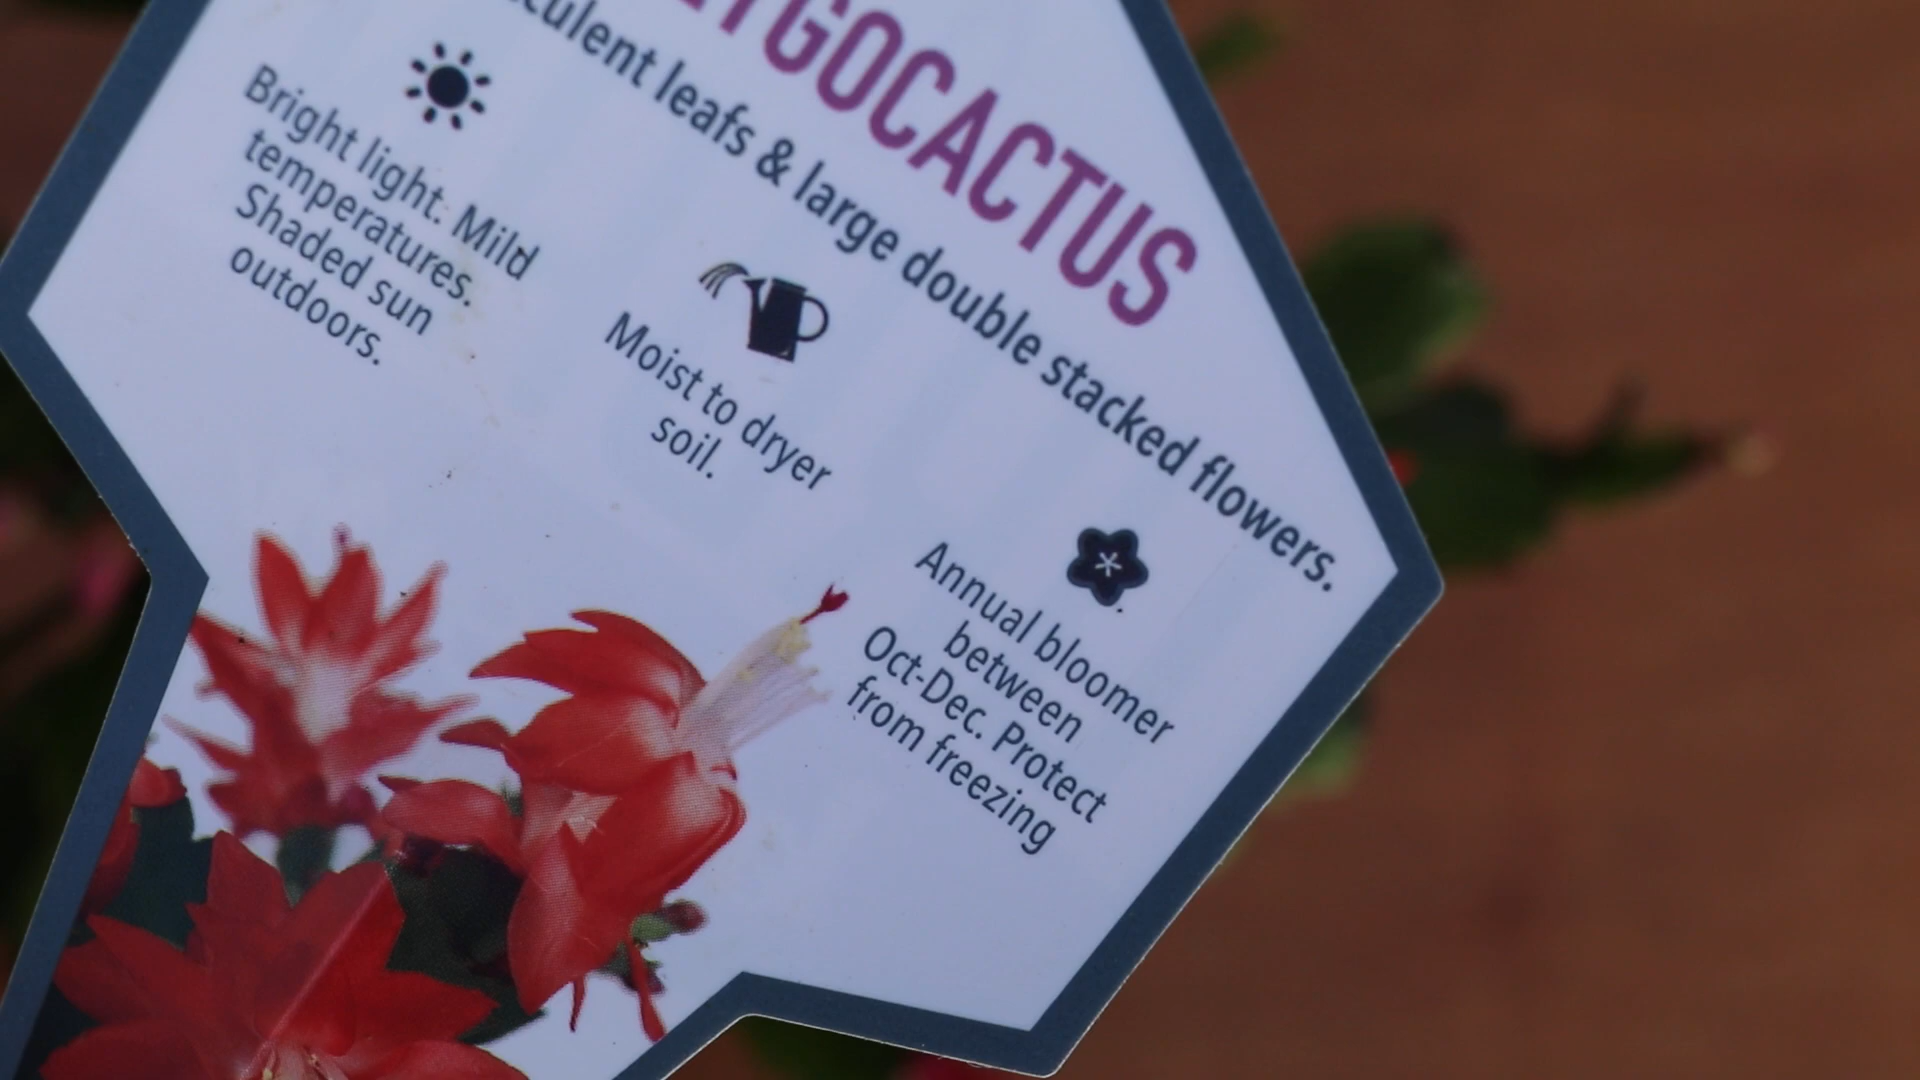 culent leafs & large double stacked flowers.
Bright light. Mild
temperatures.
Shaded sun
outdoors.
Moist to dryer
soil.
Annual bloomer
between
Oct-Dec. Protect
from freezing